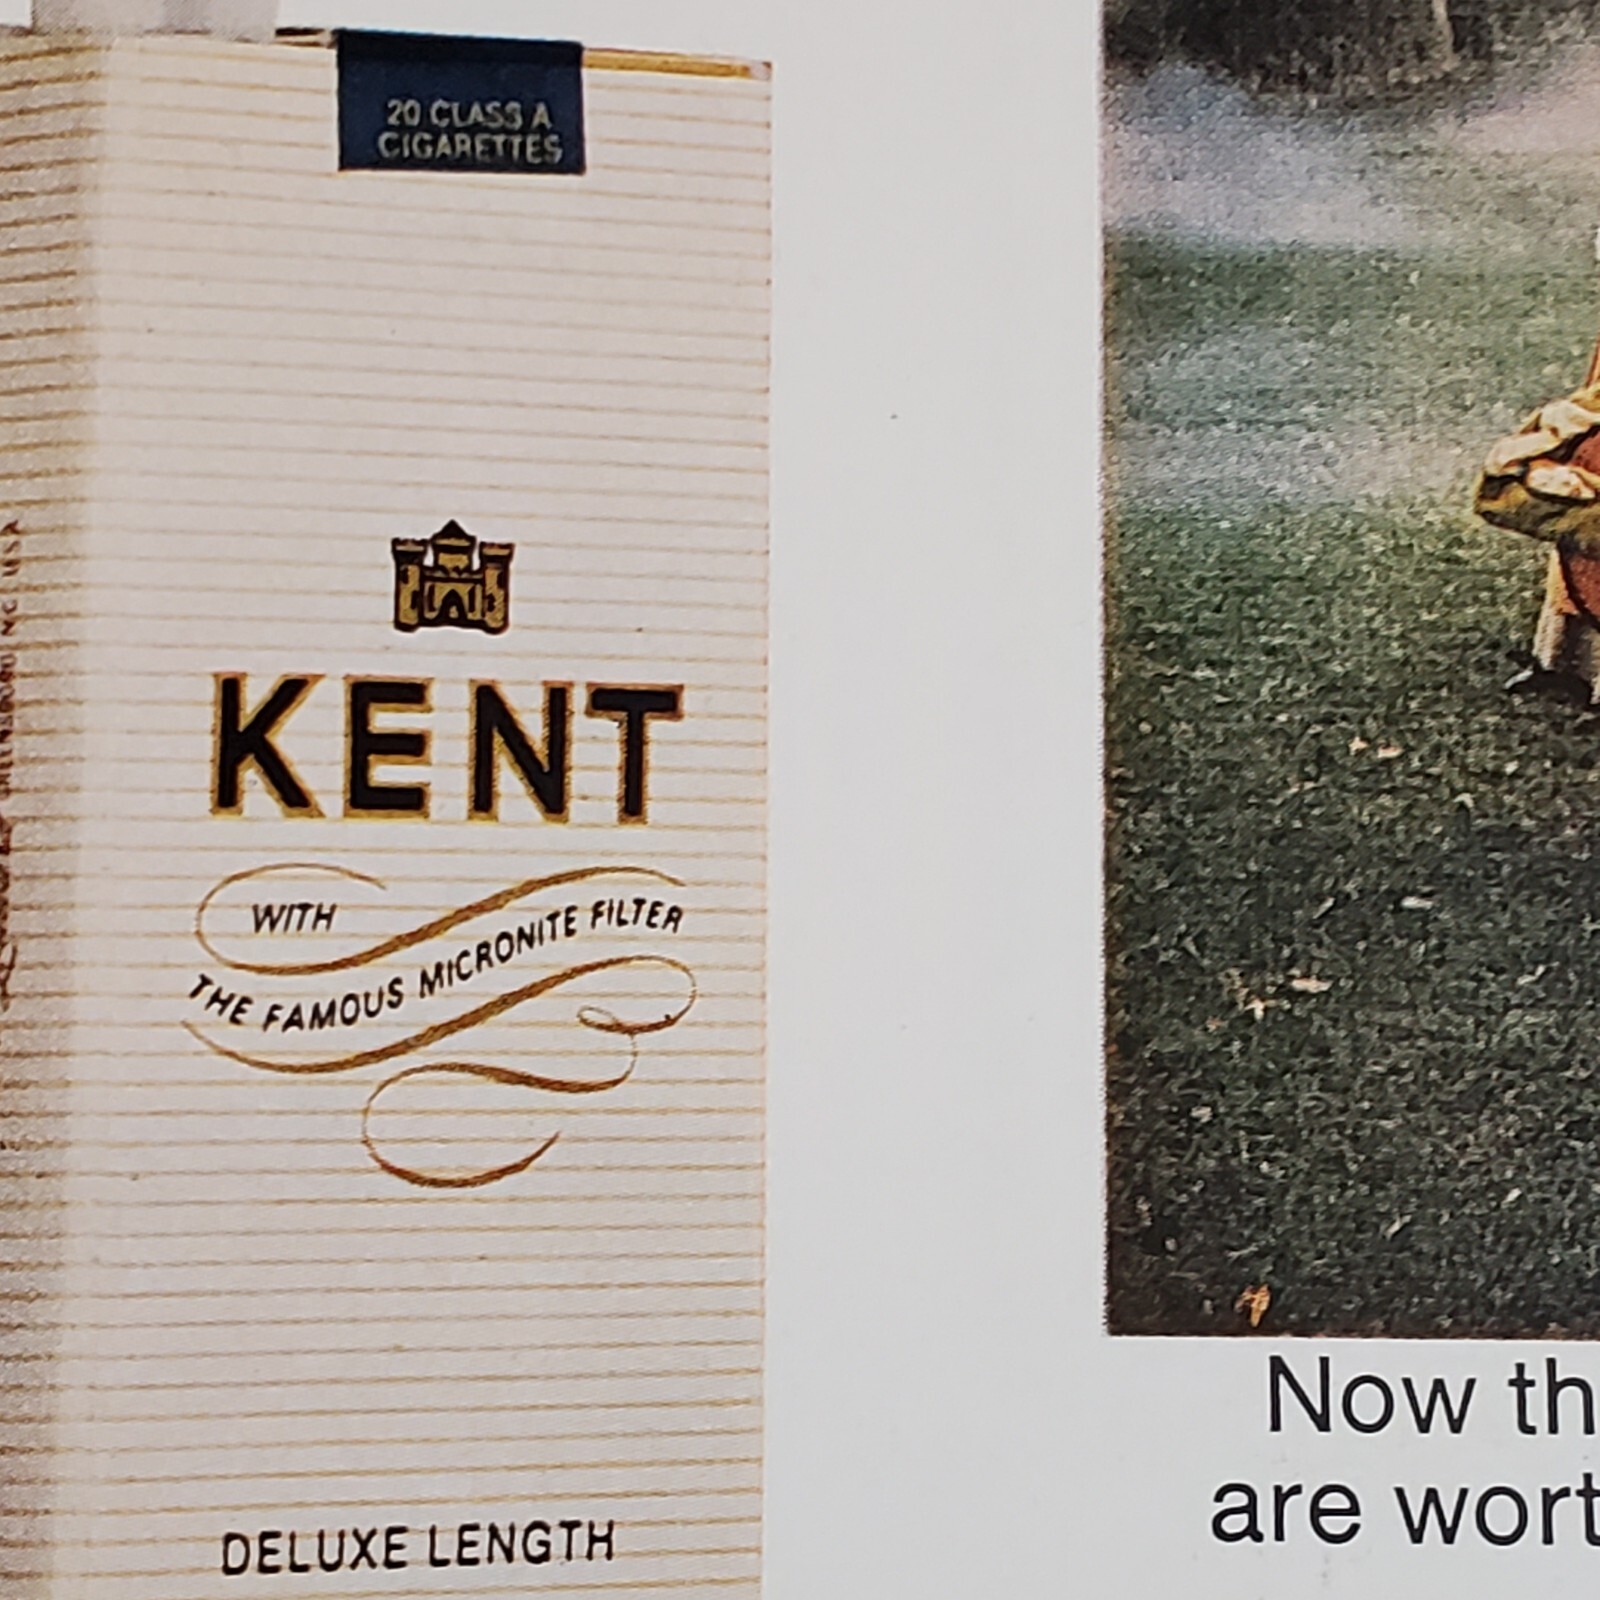 20 CLASS A
CIGARETTES
KENT
WITH
THE FAMOUS MICRONITE FILTER
DELUXE LENGTH
Now th
are wort